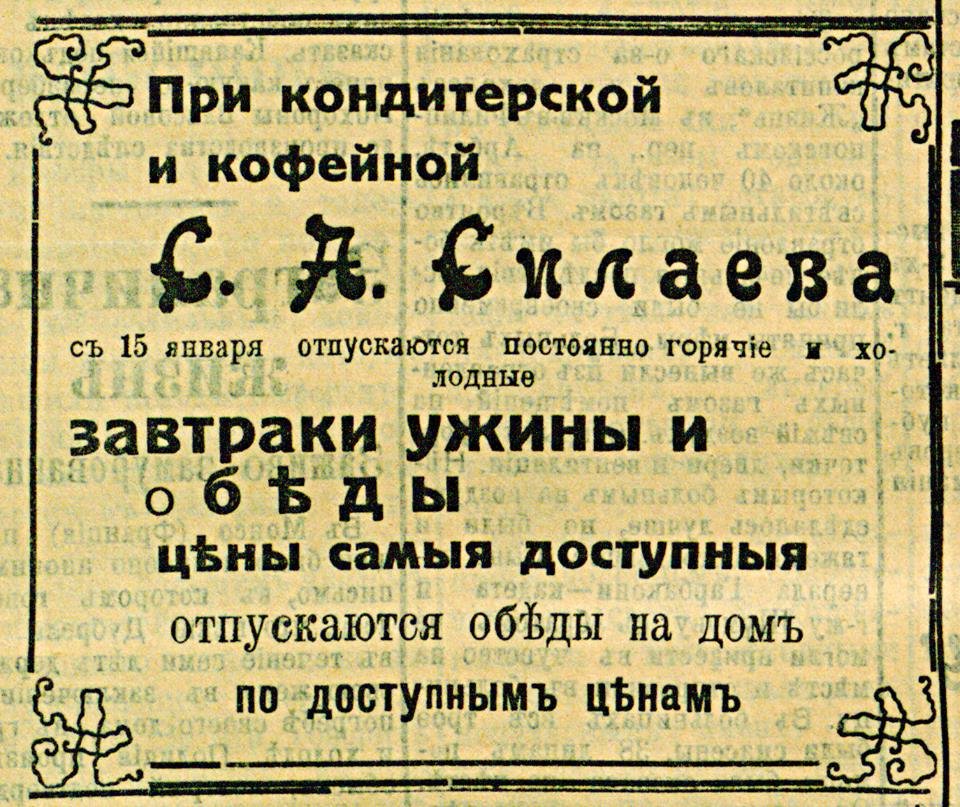 При кондитерской
и кофейной
С. А. Силаева
съ 15 января отпускаются постоянно горячіе и хо-
лодные
завтраки ужины и
обѣды
цѣны самыя доступныя
отпускаются обѣды на домъ
по доступнымъ цѣнамъ